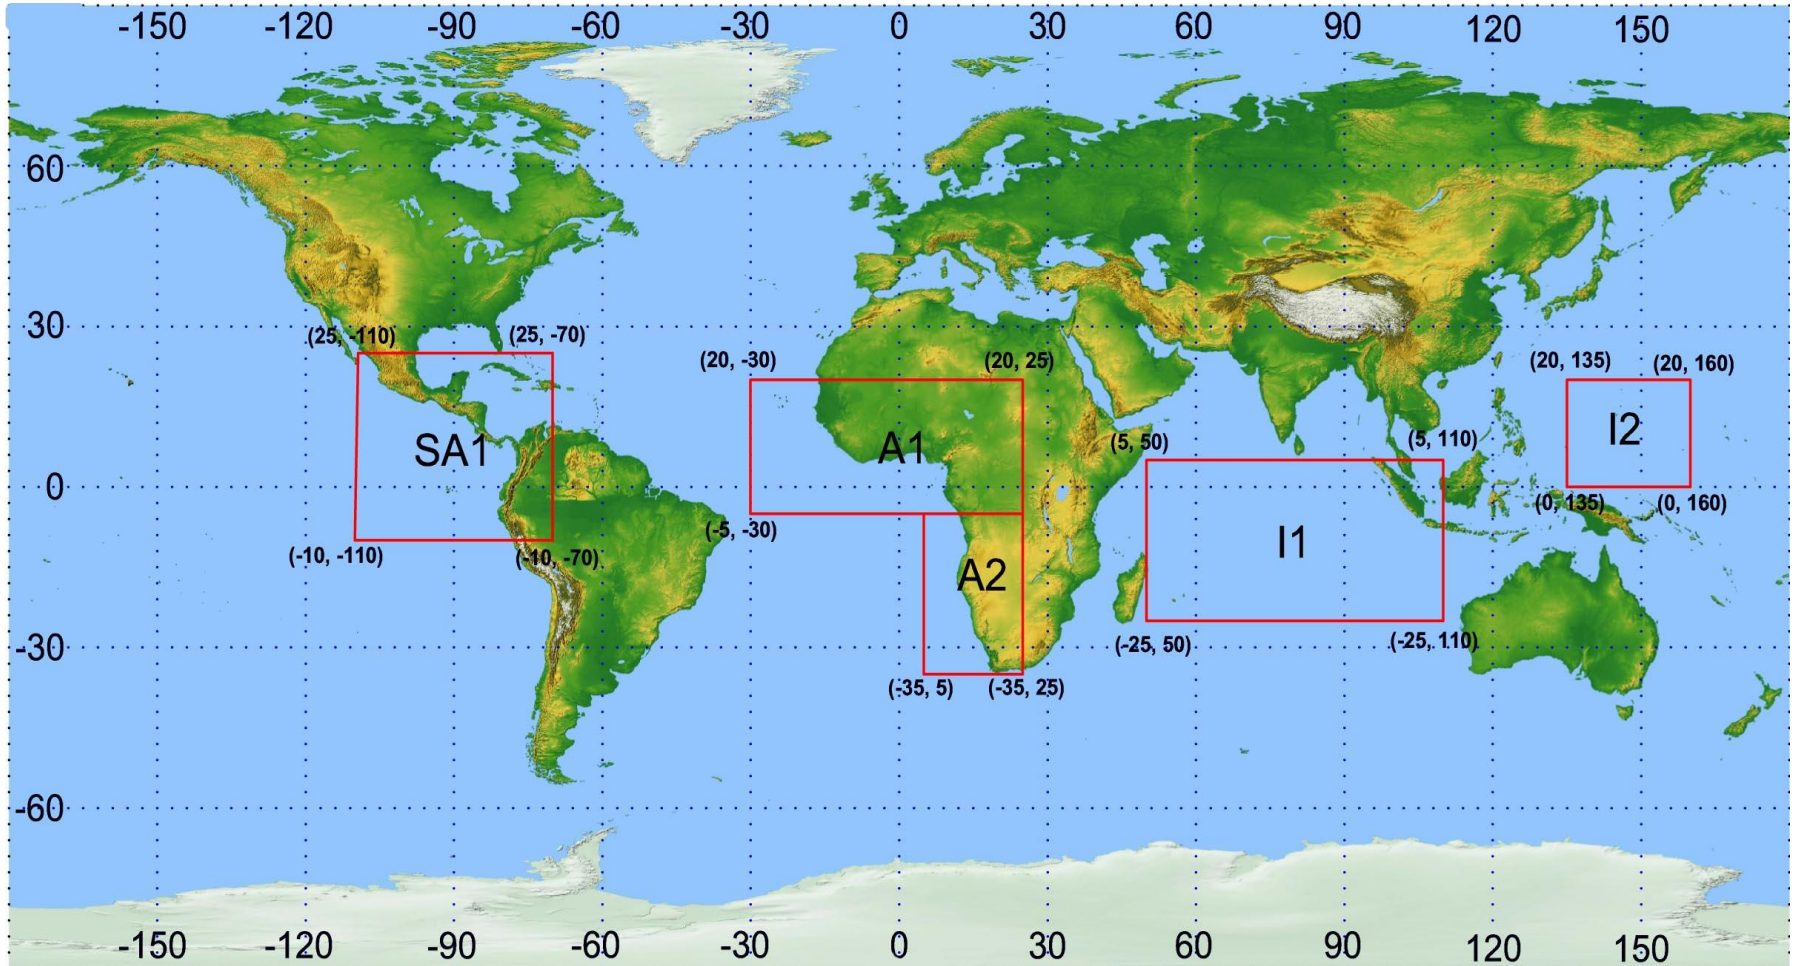 -150 -120 -90 -60 -30 0 30 60 90 120 150
60
30
(25, -110) (25, -70)
(20, -30) (20, 25) (20, 135) (20, 160)
SA1 A1 (5, 50) (5, 110) I2
0
(0, 135) (0, 160)
(-10, -110) (-10, -70) (-5, -30)
A2 I1
-30
(-25, 50) (-25, 110)
(-35, 5) (-35, 25)
-60
-150 -120 -90 -60 -30 0 30 60 90 120 150